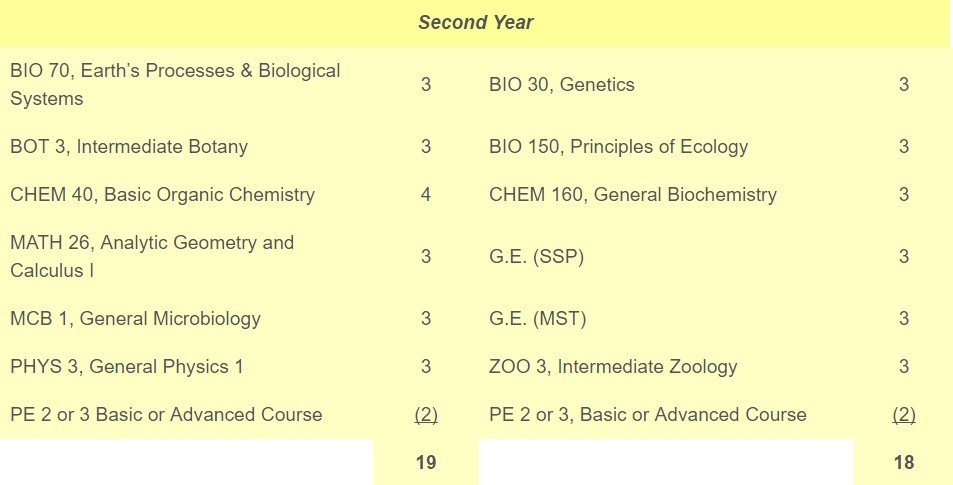 Second Year
BIO 70, Earth’s Processes & Biological
Systems
3
BIO 30, Genetics
3
BOT 3, Intermediate Botany
3
BIO 150, Principles of Ecology
3
CHEM 40, Basic Organic Chemistry
4
CHEM 160, General Biochemistry
3
MATH 26, Analytic Geometry and
Calculus I
3
G.E. (SSP)
3
MCB 1, General Microbiology
3
G.E. (MST)
3
PHYS 3, General Physics 1
3
ZOO 3, Intermediate Zoology
3
PE 2 or 3 Basic or Advanced Course
(2)
PE 2 or 3, Basic or Advanced Course
(2)
19
18